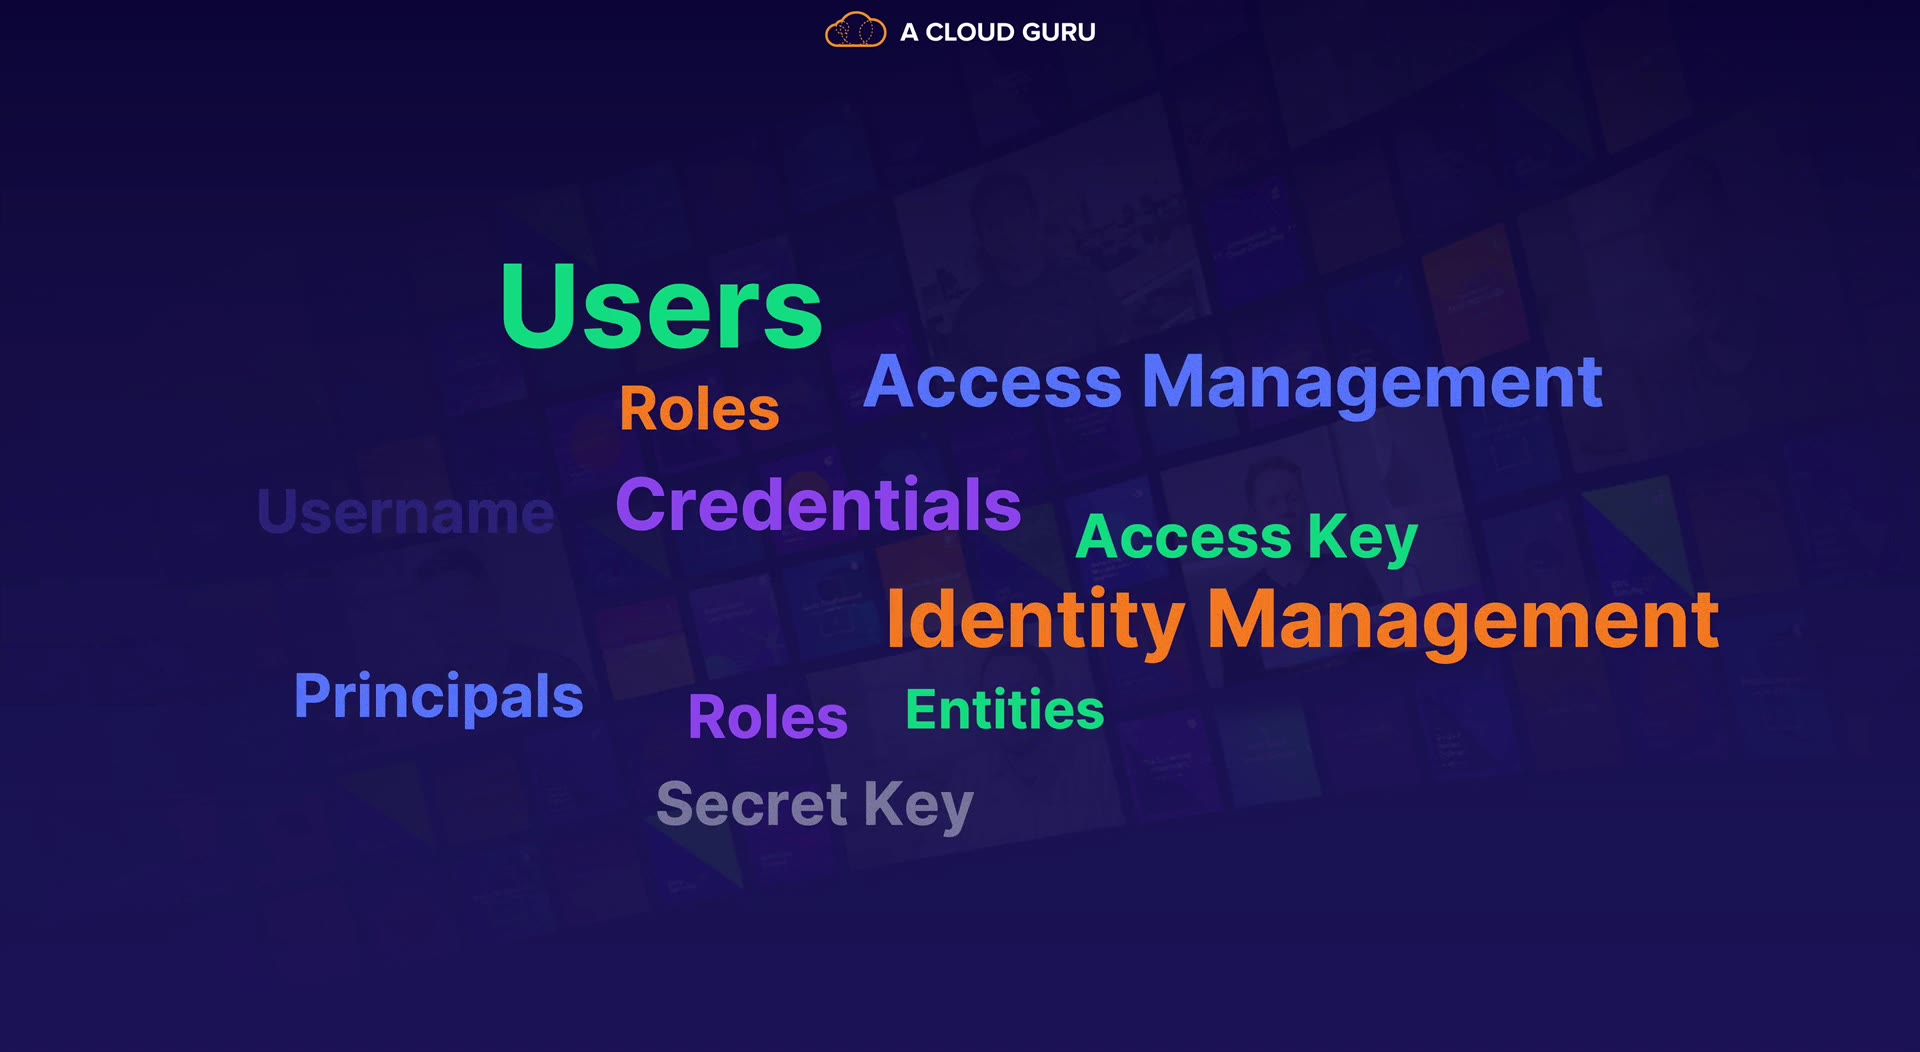 A CLOUD GURU
Users
Access Management
Roles
Credentials
Username
Access Key
Identity Management
Principals
Roles
Entities
Secret Key